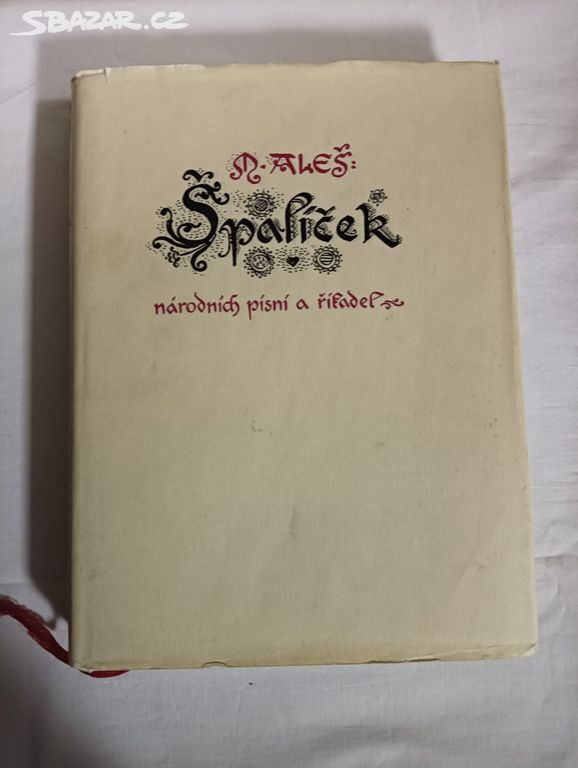 SBAZAR.CZ
M. ALEŠ:
Špalíček
národních písní a říkadel